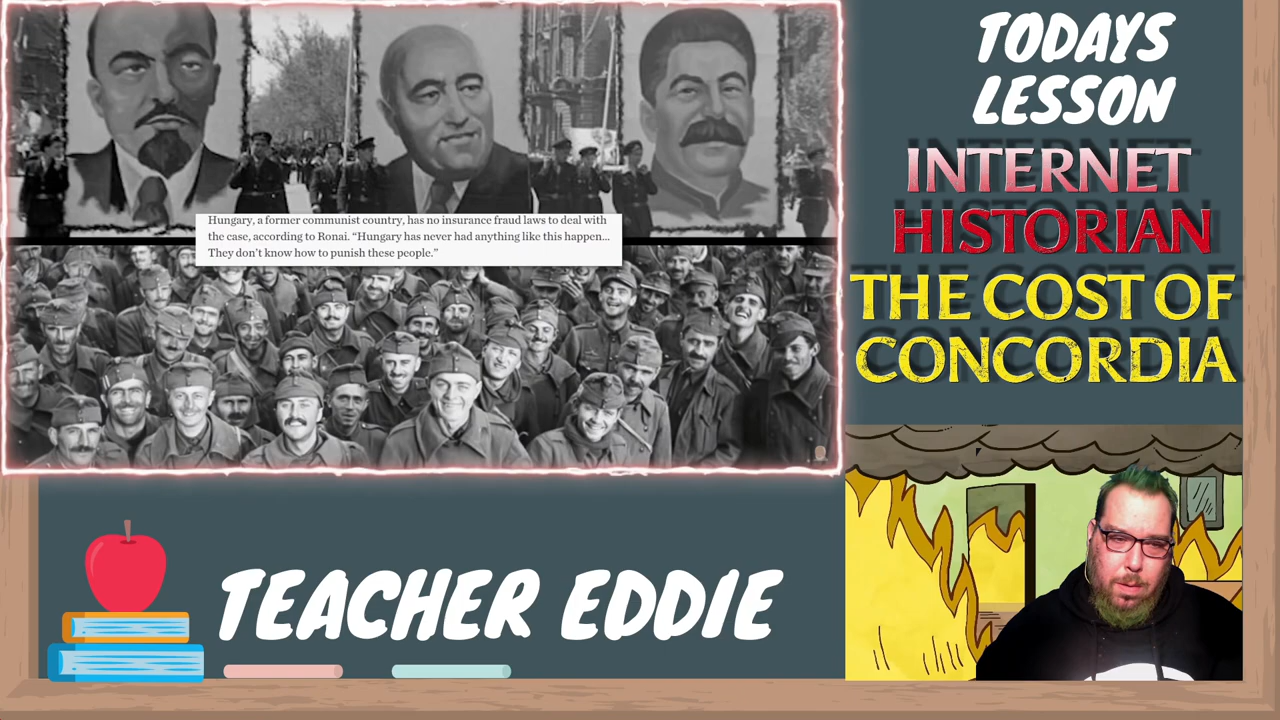 Hungary, a former communist country, has no insurance fraud laws to deal with
the case, according to Ronai. “Hungary has never had anything like this happen...
They don’t know how to punish these people.”
TODAYS
LESSON
INTERNET
HISTORIAN
THE COST OF
CONCORDIA
TEACHER EDDIE